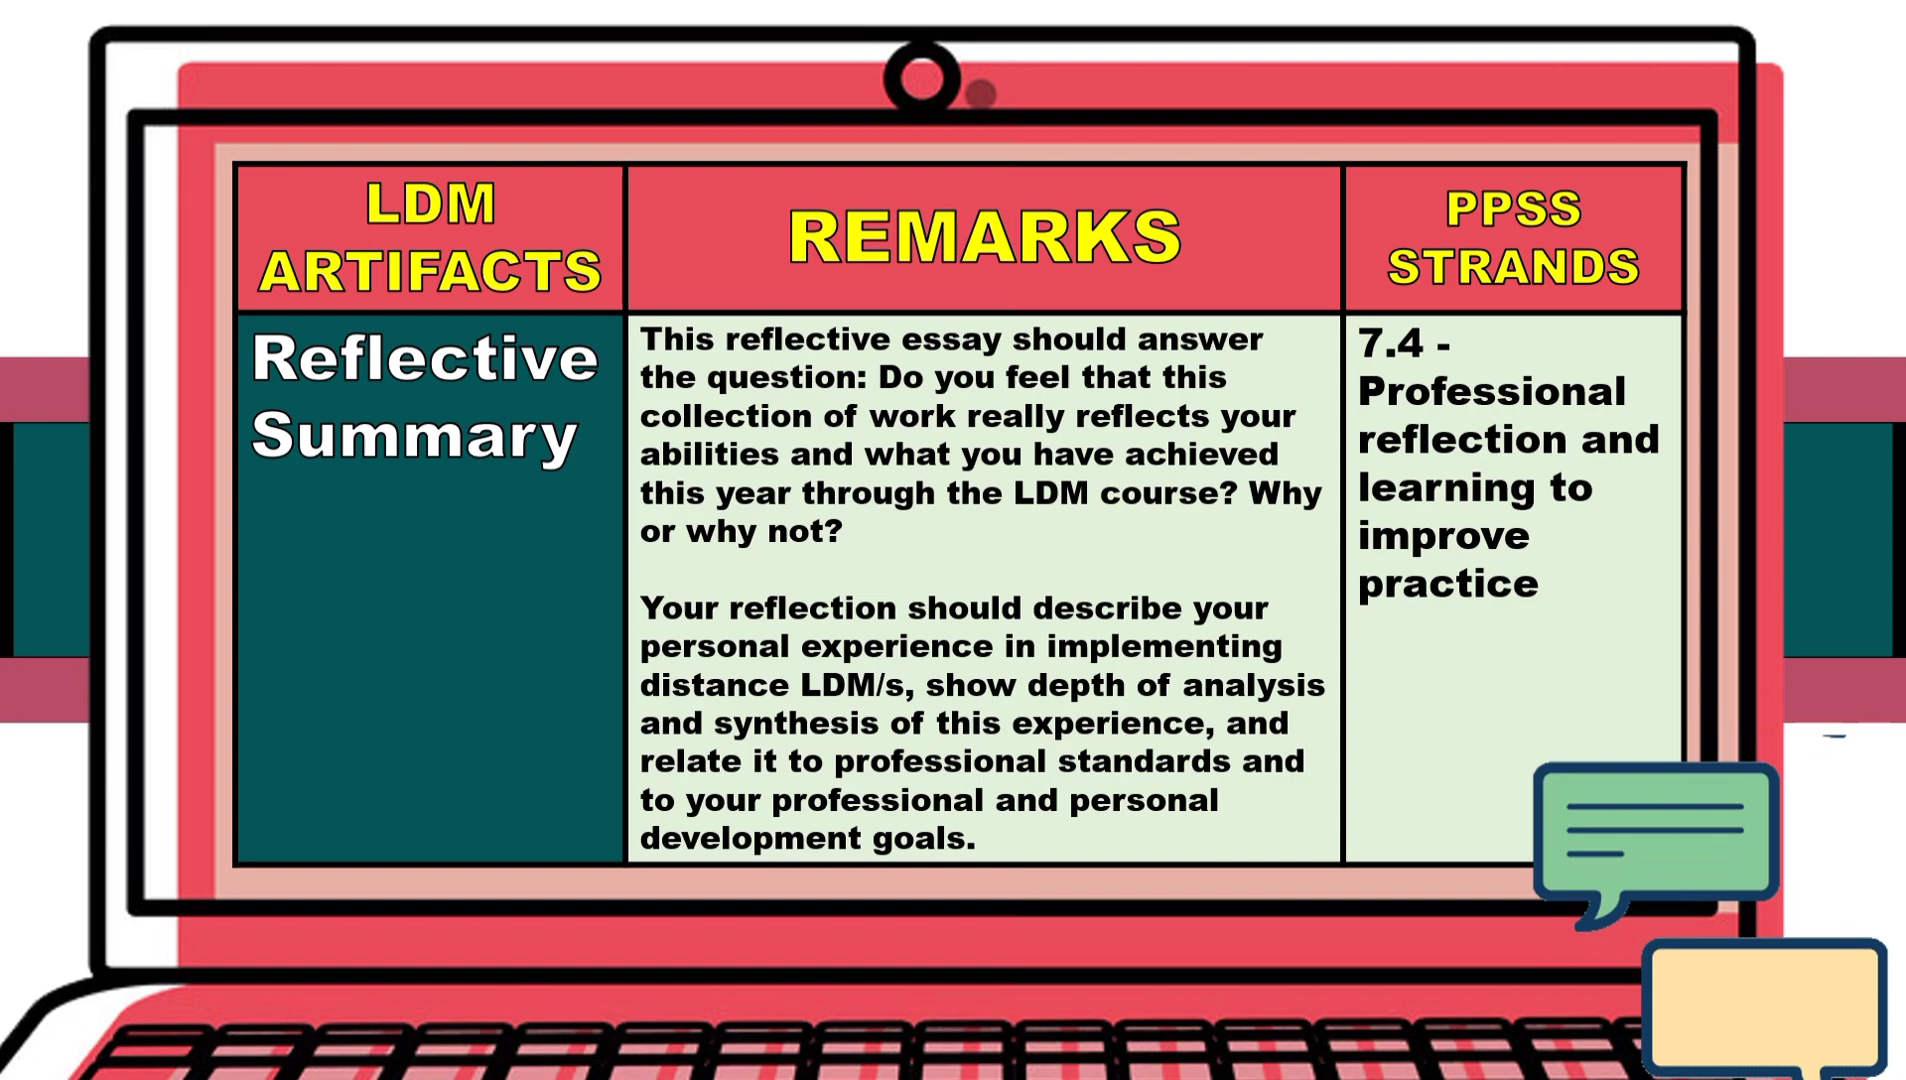 LDM
ARTIFACTS
REMARKS
PPSS
STRANDS
Reflective
Summary
This reflective essay should answer
the question: Do you feel that this
collection of work really reflects your
abilities and what you have achieved
this year through the LDM course? Why
or why not?
Your reflection should describe your
personal experience in implementing
distance LDM/s, show depth of analysis
and synthesis of this experience, and
relate it to professional standards and
to your professional and personal
development goals.
7.4 -
Professional
reflection and
learning to
improve
practice